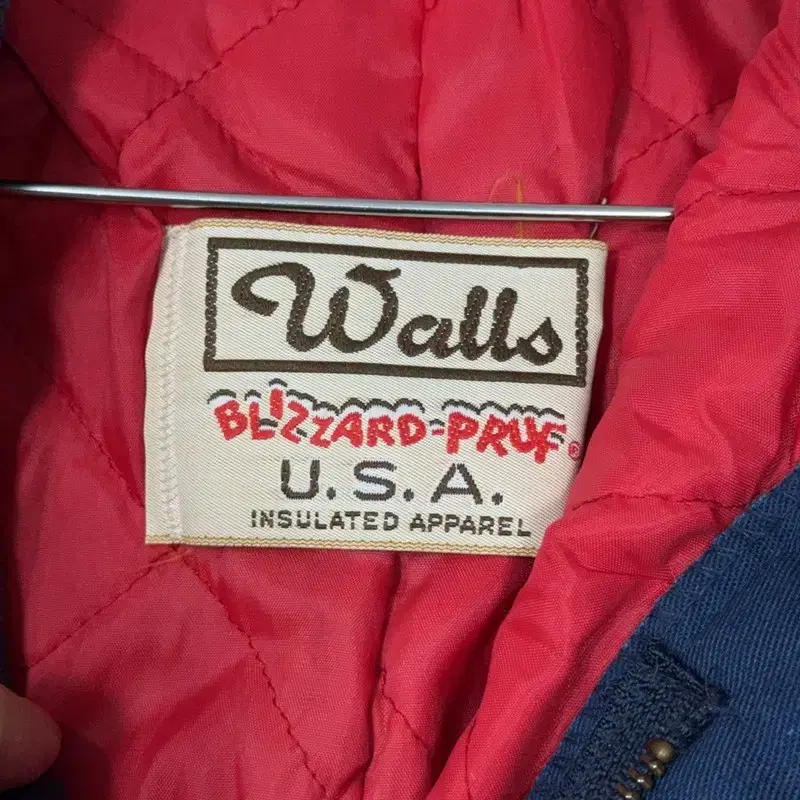 Walls
BLIZZARD-PRUF®
U.S.A.
INSULATED APPAREL